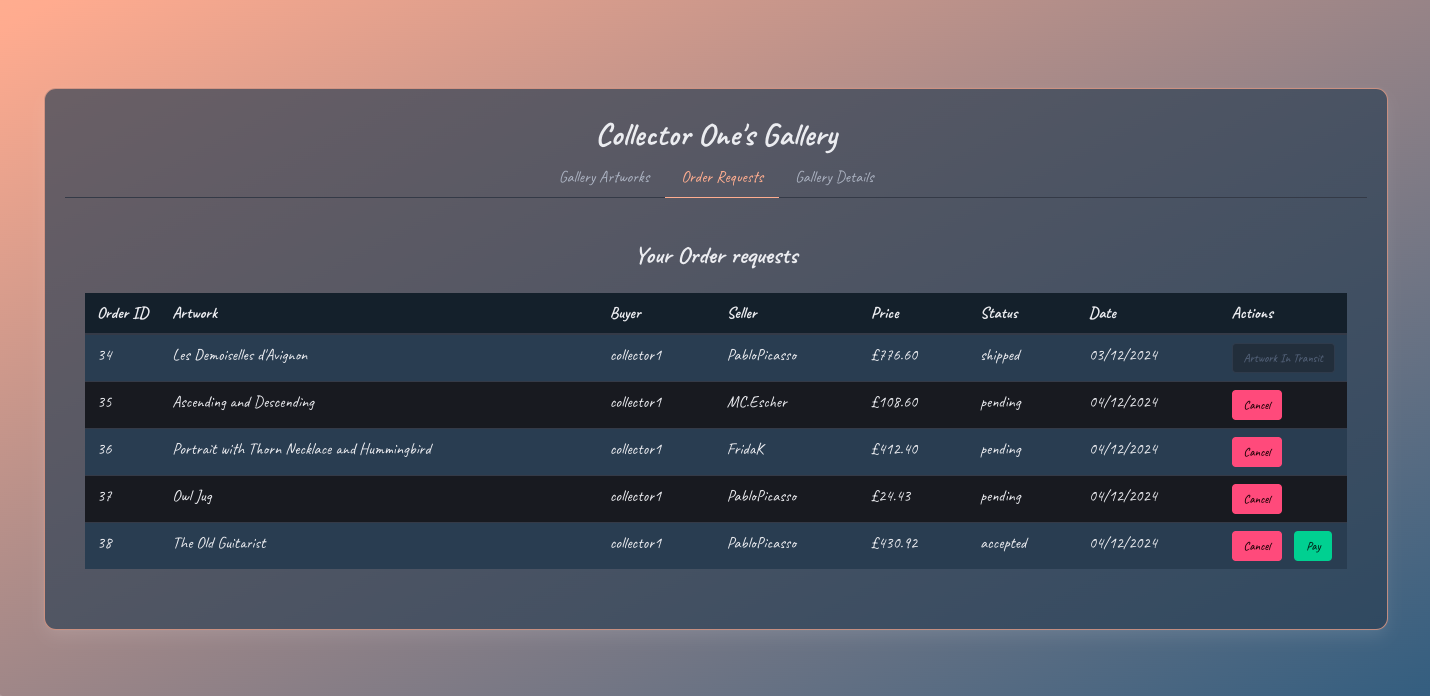 Collector One's Gallery
Gallery Artworks Order Requests Gallery Details
Your Order requests
Order ID Artwork Buyer Seller Price Status Date Actions
34 Les Demoiselles d'Avignon collector1 PabloPicasso £776.60 shipped 03/12/2024 Artwork In Transit
35 Ascending and Descending collector1 MC.Escher £108.60 pending 04/12/2024 Cancel
36 Portrait with Thorn Necklace and Hummingbird collector1 FridaK £412.40 pending 04/12/2024 Cancel
37 Owl Jug collector1 PabloPicasso £24.43 pending 04/12/2024 Cancel
38 The Old Guitarist collector1 PabloPicasso £430.92 accepted 04/12/2024 Cancel Pay